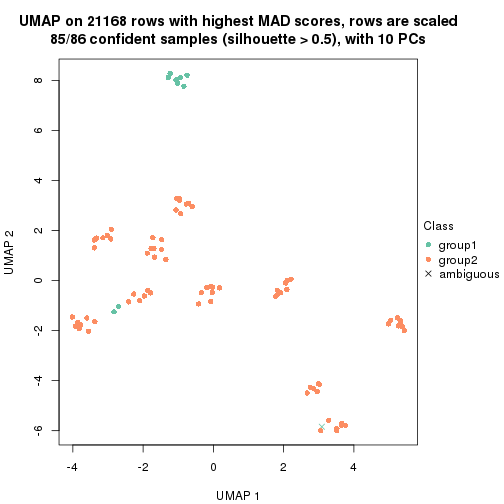 UMAP on 21168 rows with highest MAD scores, rows are scaled
85/86 confident samples (silhouette > 0.5), with 10 PCs
8
6
4
2
0
-2
-4
-6
UMAP 2
-4
-2
0
2
4
UMAP 1
Class
group1
group2
ambiguous